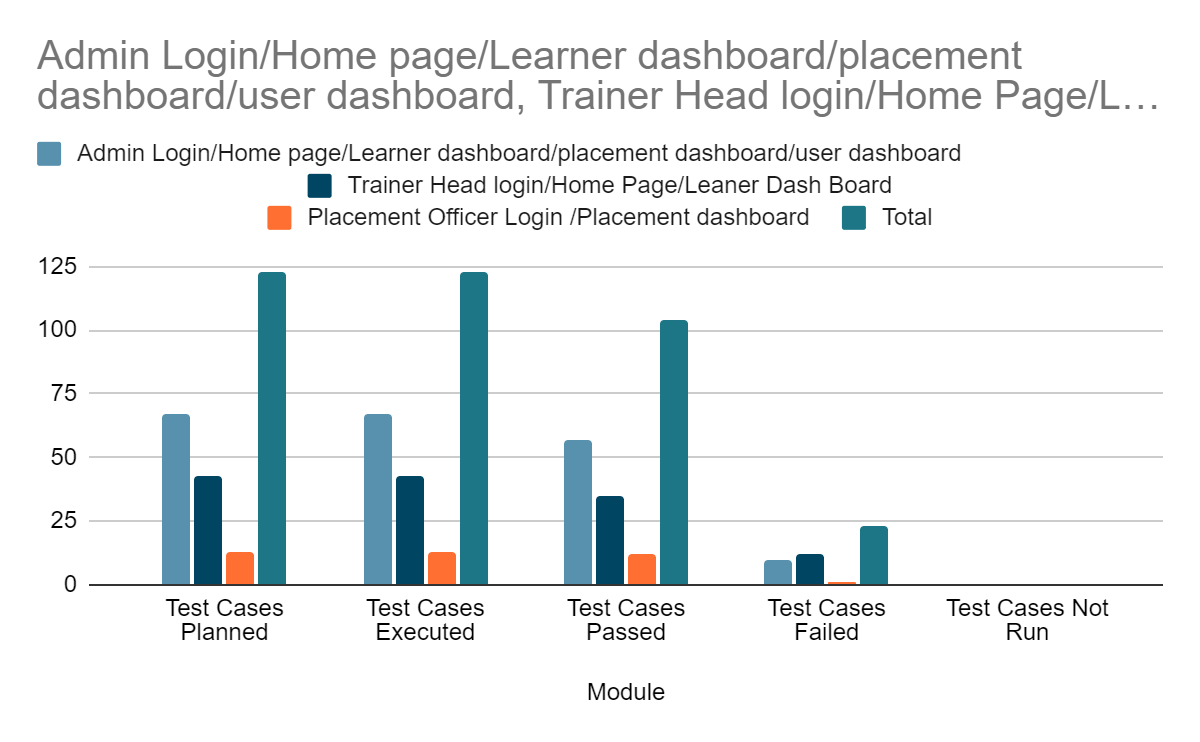 Admin Login/Home page/Learner dashboard/placement
dashboard/user dashboard, Trainer Head login/Home Page/L…
Admin Login/Home page/Learner dashboard/placement dashboard/user dashboard
Trainer Head login/Home Page/Leaner Dash Board
Placement Officer Login /Placement dashboard Total
125
100
75
50
25
0
Test Cases Planned
Test Cases Executed
Test Cases Passed
Test Cases Failed
Test Cases Not Run
Module